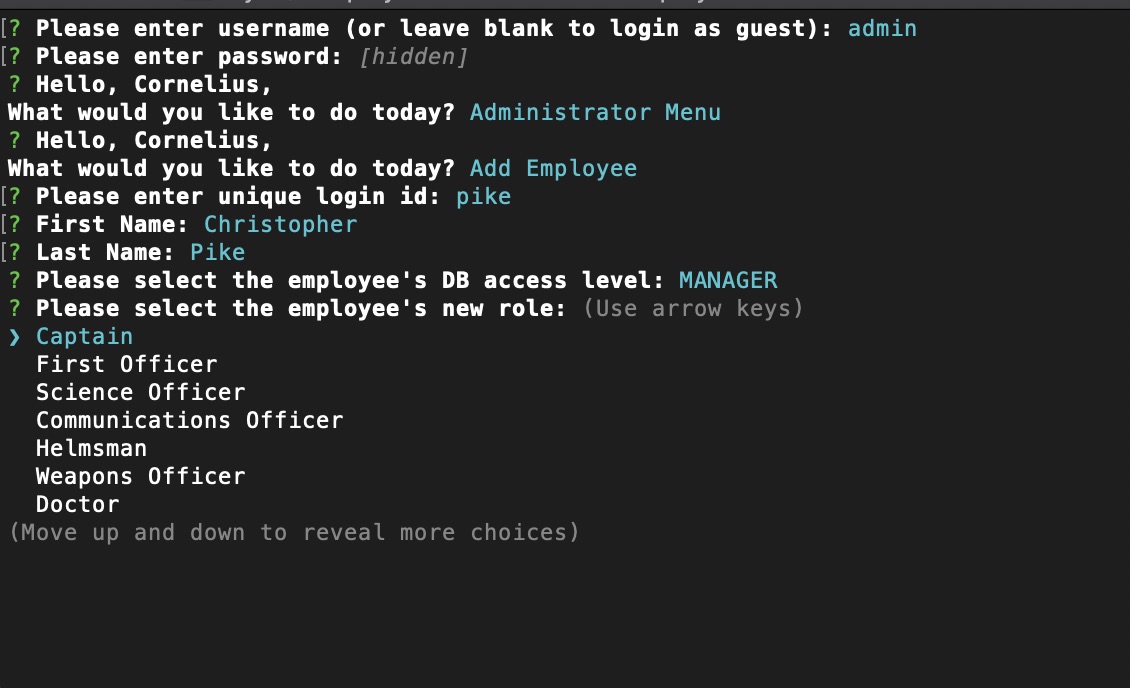 [? Please enter username (or leave blank to login as guest): admin
[? Please enter password: [hidden]
? Hello, Cornelius,
What would you like to do today? Administrator Menu
? Hello, Cornelius,
What would you like to do today? Add Employee
[? Please enter unique login id: pike
[? First Name: Christopher
[? Last Name: Pike
? Please select the employee's DB access level: MANAGER
? Please select the employee's new role: (Use arrow keys)
❯ Captain
First Officer
Science Officer
Communications Officer
Helmsman
Weapons Officer
Doctor
(Move up and down to reveal more choices)